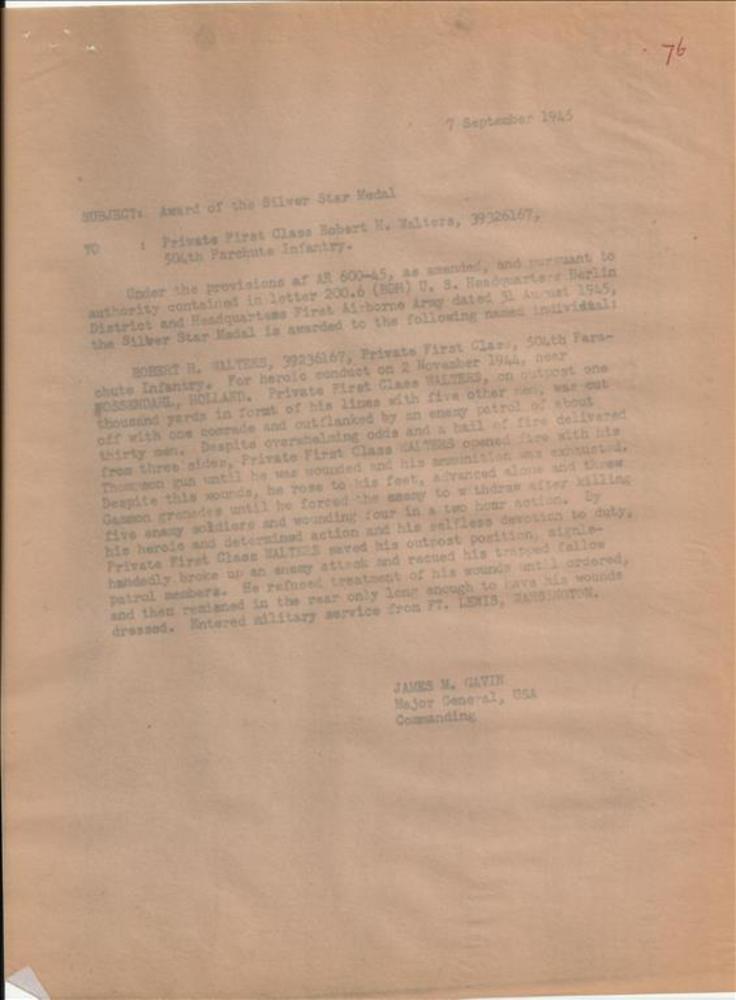 76
7 September 1945
SUBJECT: Award of the Silver Star Medal
TO : Private First Class Robert H. Walters, 39326167,
504th Parchute Infantry.
Under the provisions of AR 600-45, as amended, and pursuant to
authority contained in letter 200.6 (BDH) U. S. Headquarters Berlin
District and Headquartess First Airborne Army dated 31 August 1945,
the Silver Star Medal is awarded to the following named individual:
ROBERT H. WALTERS, 39236167, Private First Class, 504th Para-
chute Infantry. For heroic conduct on 2 November 1944, near
HOLLAND. Private First Class WALTERS, on outpost one
thousand yards in foront of his lines with five other men, was cut
off with one comrade and outflanked by an enemy patrol of about
thirty men. Despite overwhelming odds and a hail of fire delivered
from three sides, Private First Class WALTERS opened fire with his
Thompson gun until he was wounded and his ammunition was exhausted.
Despite this wounds, he rose to his feet, advanced alone and threw
Gammon grenades until he forced the enemy to withdraw after killing
five enemy soldiers and wounding four in a two hour action. By
his heroic and determined action and his selfless devotion to duty,
Private First Class WALTERS saved his outpost position, signle-
handedly broke up an enemy attack and racued his trapped fellow
patrol members. He refused treatment of his wounds until ordered,
and then remianed in the rear only long enough to have his wounds
dressed. Entered military service from FT. LEWIS, WASHINGTON.
JAMES M. GAVIN
Major General, USA
Commanding